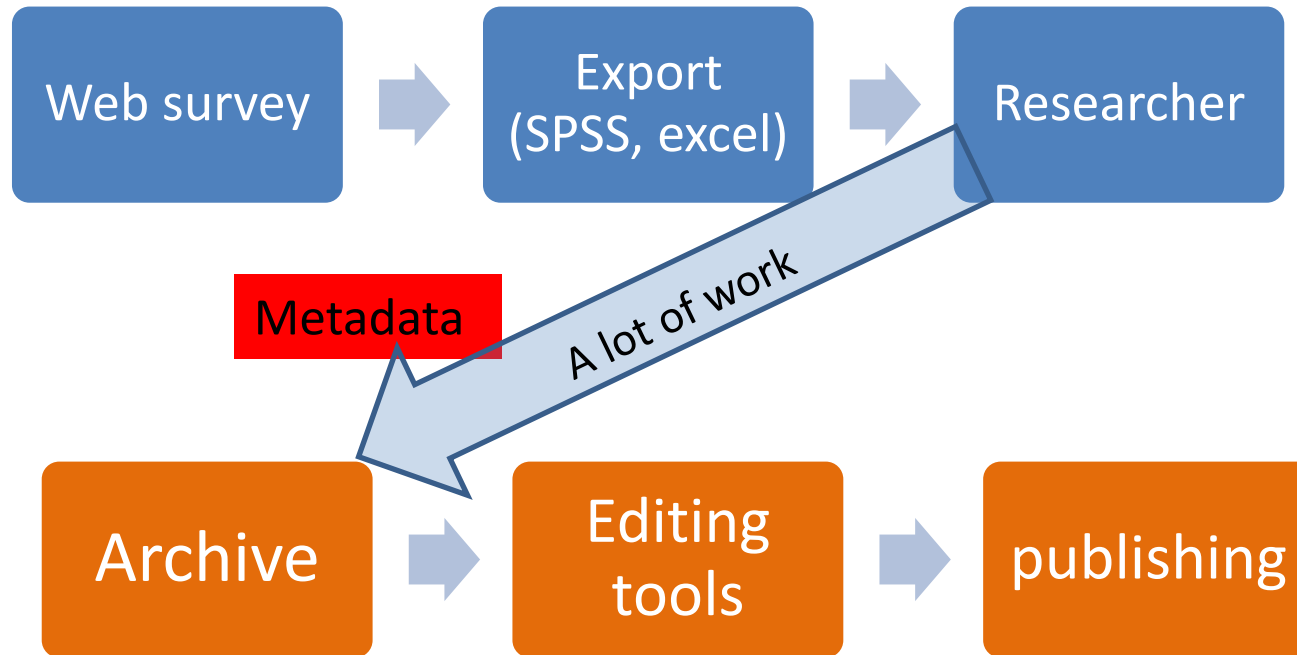 Web survey
Export
(SPSS, excel)
Researcher
Metadata
A lot of work
Archive
Editing
tools
publishing